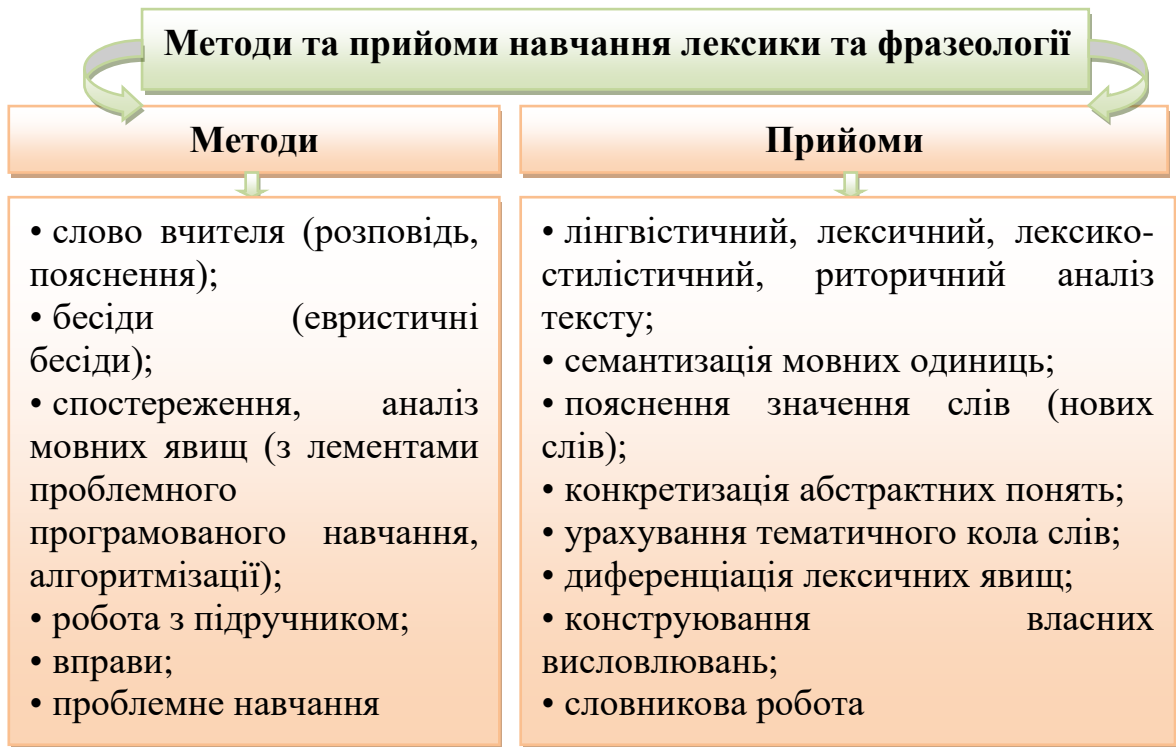 Методи та прийоми навчання лексики та фразеології
Методи
• слово вчителя (розповідь,
пояснення);
• бесіди (евристичні
бесіди);
• спостереження, аналіз
мовних явищ (з лементами
проблемного
програмованого навчання,
алгоритмізації);
• робота з підручником;
• вправи;
• проблемне навчання
Прийоми
• лінгвістичний, лексичний, лексико-
стилістичний, риторичний аналіз
тексту;
• семантизація мовних одиниць;
• пояснення значення слів (нових
слів);
• конкретизація абстрактних понять;
• урахування тематичного кола слів;
• диференціація лексичних явищ;
• конструювання власних
висловлювань;
• словникова робота